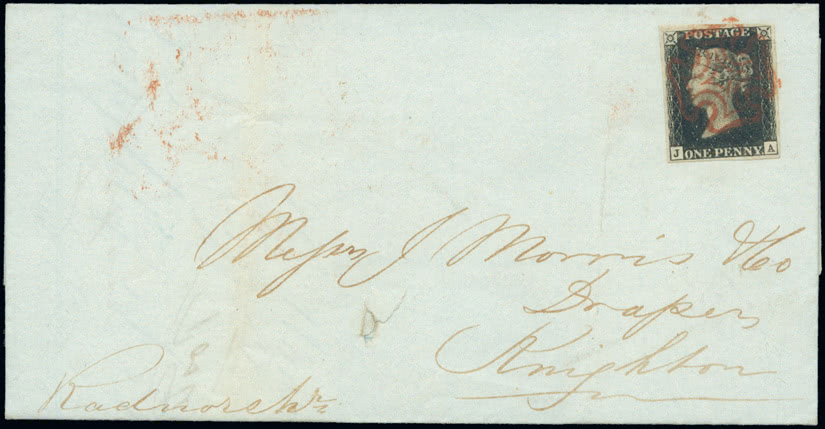 POSTAGE
J ONE PENNY A
Messrs J Morris & Co
Drapers
Knighton
Radnorshire